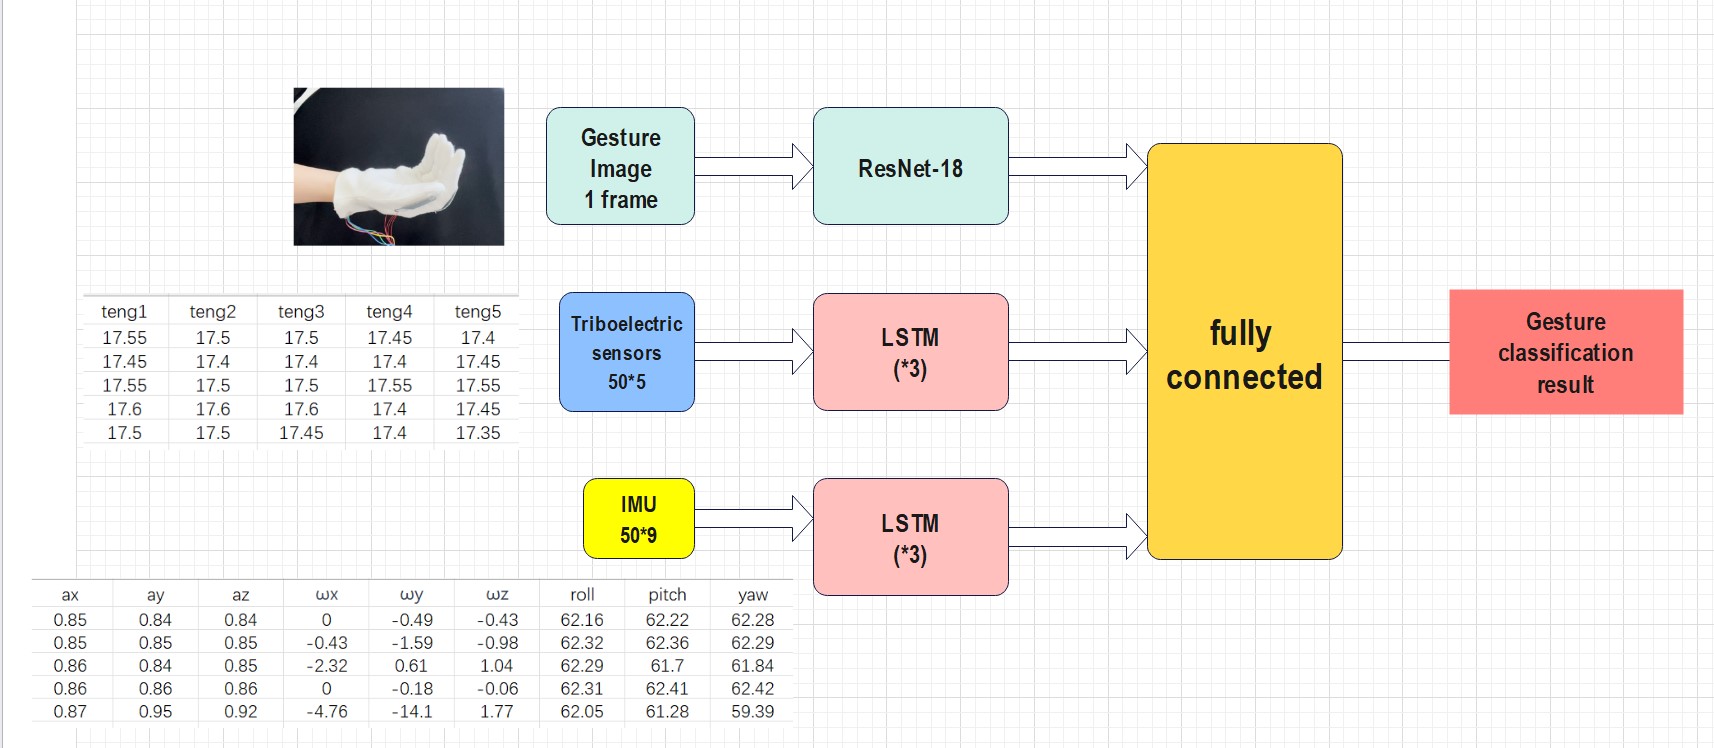 Gesture
Image
1 frame
ResNet-18
teng1 teng2 teng3 teng4 teng5
17.55 17.5 17.5 17.45 17.4
17.45 17.4 17.4 17.4 17.45
17.55 17.5 17.5 17.55 17.55
17.6 17.6 17.6 17.4 17.45
17.5 17.5 17.45 17.4 17.35
Triboelectric
sensors
50*5
LSTM
(*3)
fully
connected
Gesture
classification
result
IMU
50*9
LSTM
(*3)
ax ay az ωx ωy ωz roll pitch yaw
0.85 0.84 0.84 0 -0.49 -0.43 62.16 62.22 62.28
0.85 0.85 0.85 -0.43 -1.59 -0.98 62.32 62.36 62.29
0.86 0.84 0.85 -2.32 0.61 1.04 62.29 61.7 61.84
0.86 0.86 0.86 0 -0.18 -0.06 62.31 62.41 62.42
0.87 0.95 0.92 -4.76 -14.1 1.77 62.05 61.28 59.39